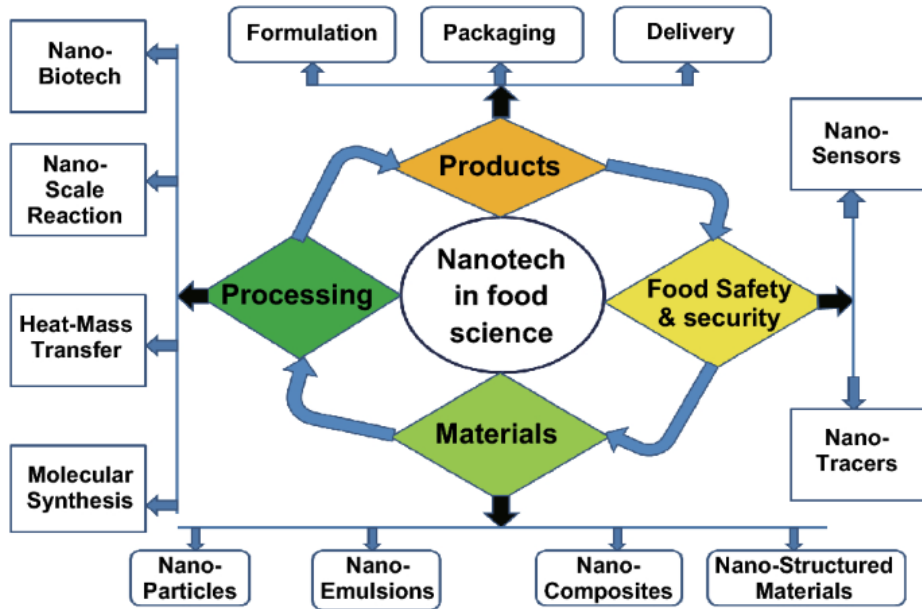 Formulation
Packaging
Delivery
Nano-
Biotech
Nano-
Scale
Reaction
Heat-Mass
Transfer
Molecular
Synthesis
Products
Processing
Nanotech
in food
science
Food Safety
& security
Materials
Nano-
Sensors
Nano-
Tracers
Nano-
Particles
Nano-
Emulsions
Nano-
Composites
Nano-Structured
Materials